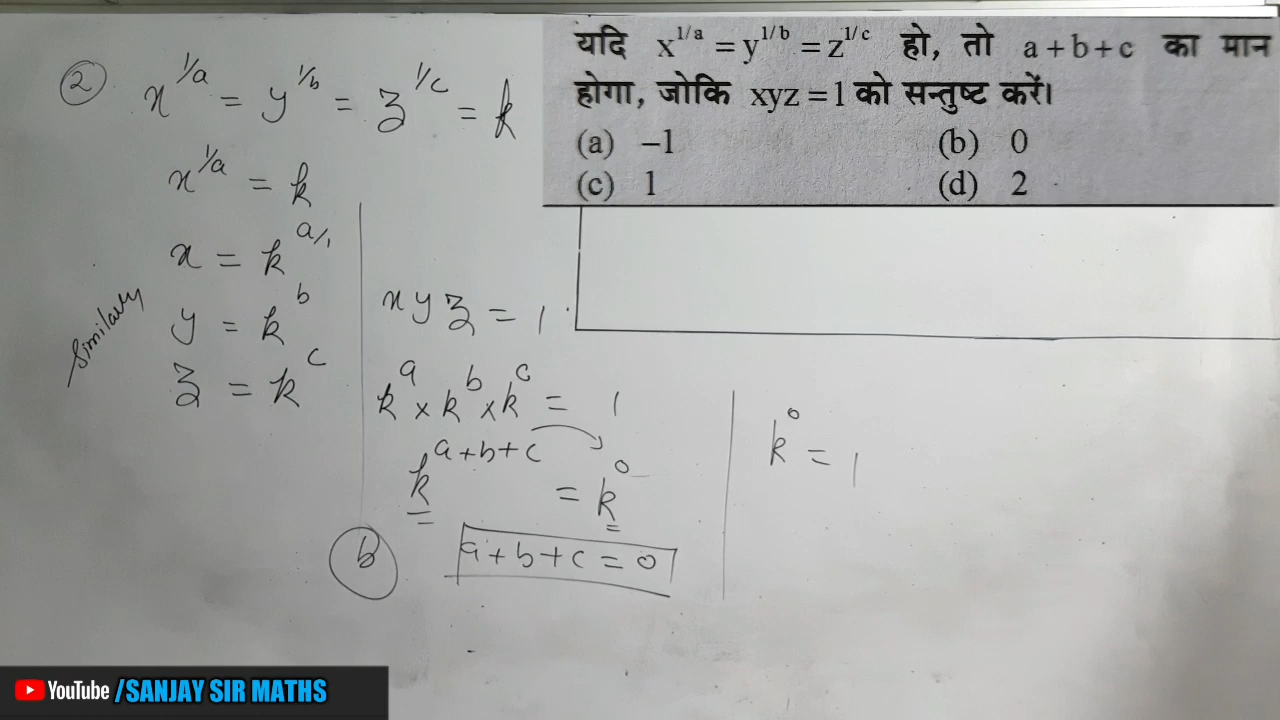 यदि x^1/a = y^1/b = z^1/c हो, तो a + b + c का मान
होगा, जोकि xyz = 1 को सन्तुष्ट करें।
(a) –1 (b) 0
(c) 1 (d) 2
② x^1/a = y^1/b = z^1/c = k
x^1/a = k
x = k^a/1
Similarly
y = k^b
z = k^c
xyz = 1
k^a × k^b × k^c = 1
k^a+b+c = k^0
b a + b + c = 0
k^0 = 1
YouTube /SANJAY SIR MATHS